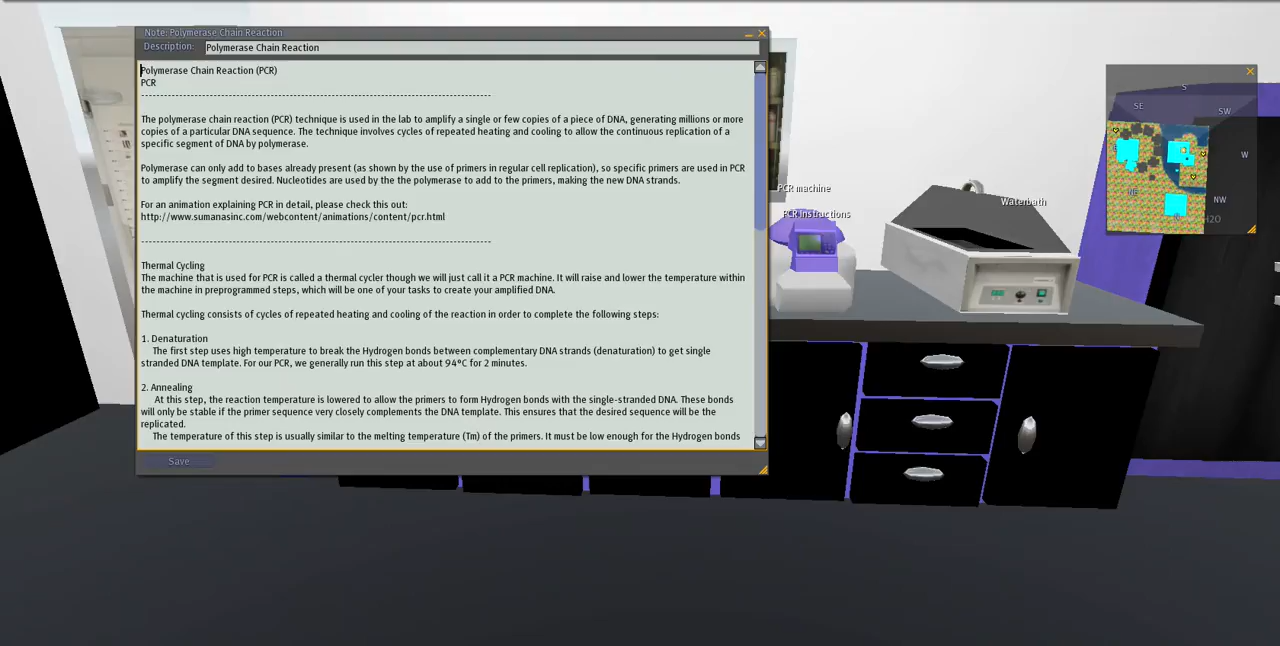 Note: Polymerase Chain Reaction
Description: Polymerase Chain Reaction
Polymerase Chain Reaction (PCR)
PCR
--------------------------------------------------------------------------------------
The polymerase chain reaction (PCR) technique is used in the lab to amplify a single or few copies of a piece of DNA, generating millions or more
copies of a particular DNA sequence. The technique involves cycles of repeated heating and cooling to allow the continuous replication of a
specific segment of DNA by polymerase.
Polymerase can only add to bases already present (as shown by the use of primers in regular cell replication), so specific primers are used in PCR
to amplify the segment desired. Nucleotides are used by the the polymerase to add to the primers, making the new DNA strands.
For an animation explaining PCR in detail, please check this out:
http://www.sumanasinc.com/webcontent/animations/content/pcr.html
--------------------------------------------------------------------------------------
Thermal Cycling
The machine that is used for PCR is called a thermal cycler though we will just call it a PCR machine. It will raise and lower the temperature within
the machine in preprogrammed steps, which will be one of your tasks to create your amplified DNA.
Thermal cycling consists of cycles of repeated heating and cooling of the reaction in order to complete the following steps:
1. Denaturation
The first step uses high temperature to break the Hydrogen bonds between complementary DNA strands (denaturation) to get single
stranded DNA template. For our PCR, we generally run this step at about 94°C for 2 minutes.
2. Annealing
At this step, the reaction temperature is lowered to allow the primers to form Hydrogen bonds with the single-stranded DNA. These bonds
will only be stable if the primer sequence very closely complements the DNA template. This ensures that the desired sequence will be the
replicated.
The temperature of this step is usually similar to the melting temperature (Tm) of the primers. It must be low enough for the Hydrogen bonds
Save
PCR machine
PCR Instructions
Waterbath
S
SE
SW
W
NE
NW
N
H20